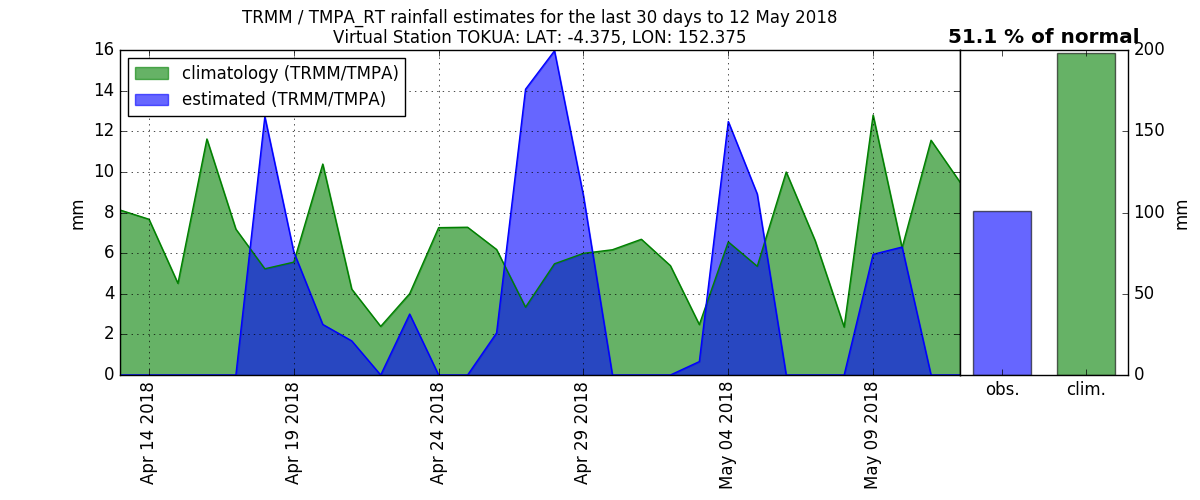 TRMM / TMPA_RT rainfall estimates for the last 30 days to 12 May 2018
Virtual Station TOKUA: LAT: -4.375, LON: 152.375
51.1 % of normal
climatology (TRMM/TMPA)
estimated (TRMM/TMPA)
16
14
12
10
8
6
4
2
0
mm
Apr 14 2018
Apr 19 2018
Apr 24 2018
Apr 29 2018
May 04 2018
May 09 2018
200
150
100
50
0
mm
obs.
clim.